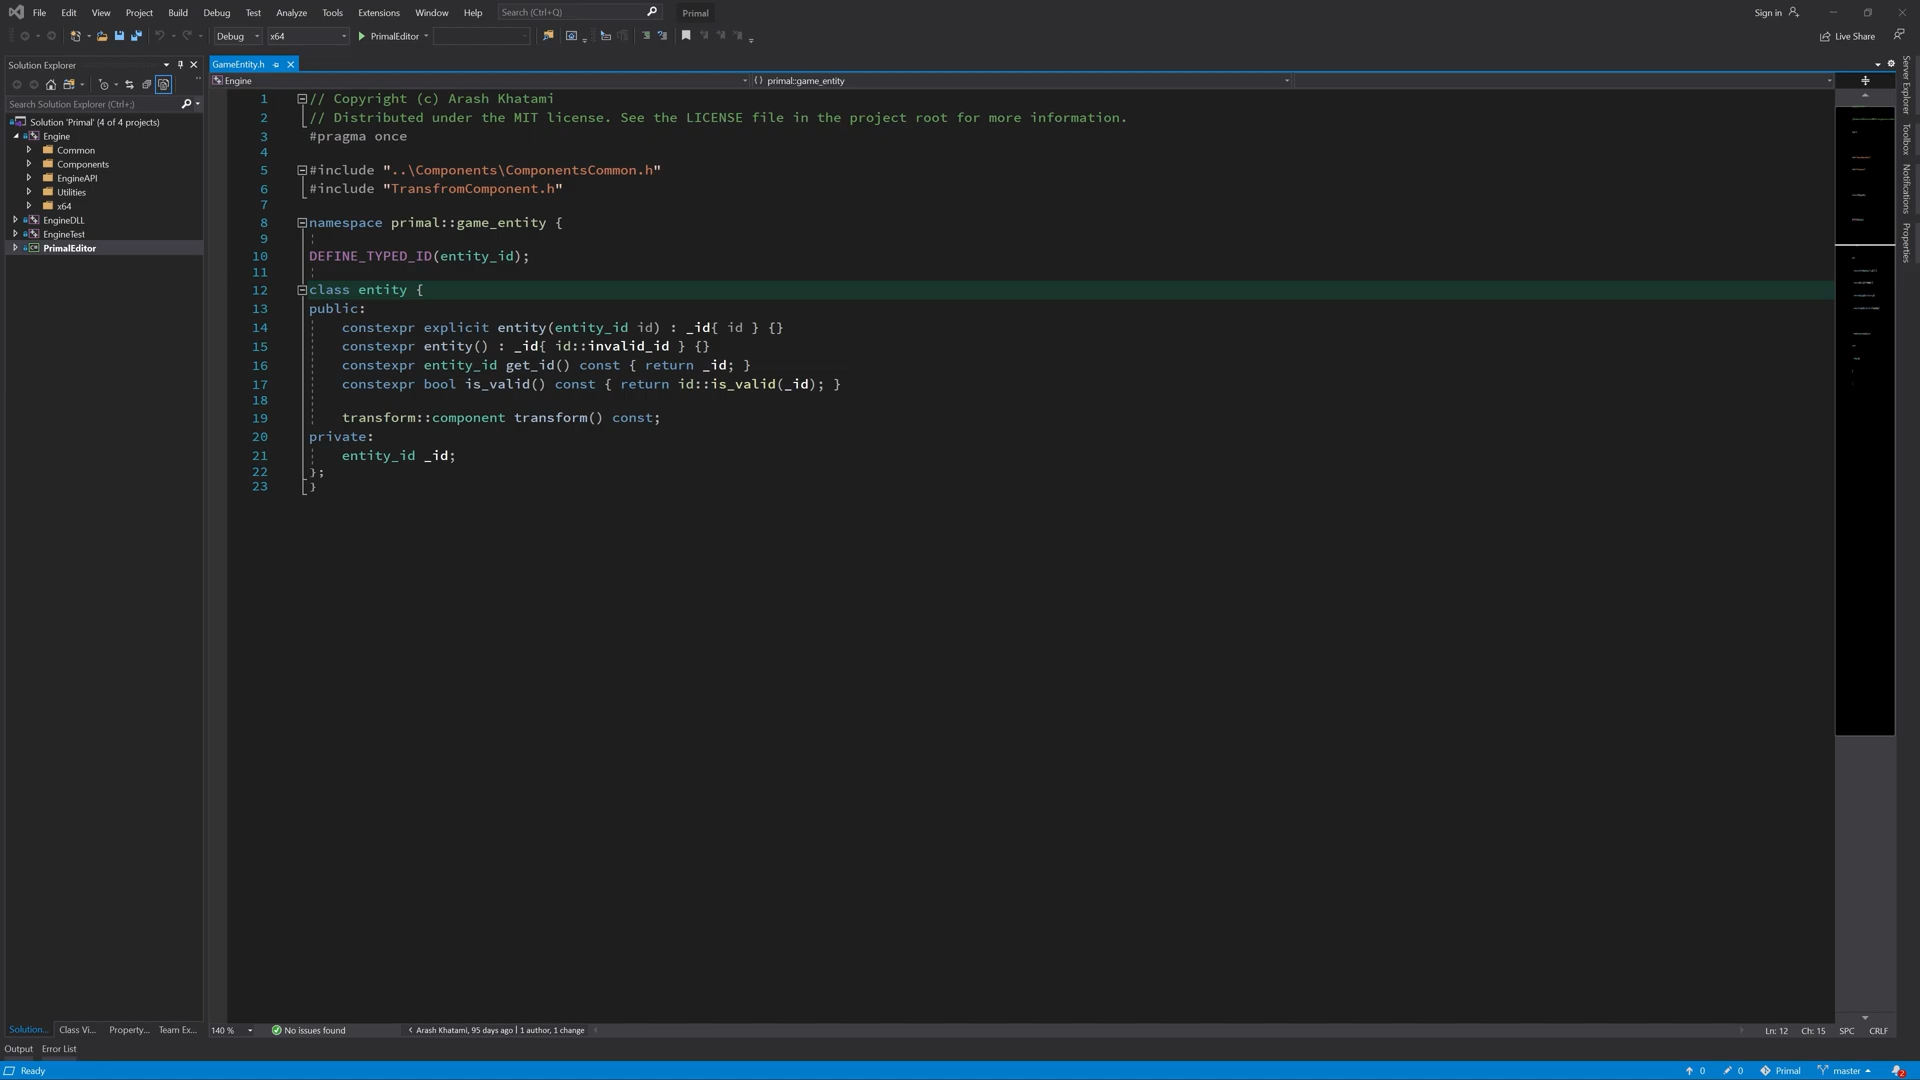 File Edit View Project Build Debug Test Analyze Tools Extensions Window Help Search (Ctrl+Q) Primal Sign in
Debug x64 PrimalEditor Live Share
Solution Explorer
GameEntity.h
Engine primal::game_entity
Search Solution Explorer (Ctrl+;)
Solution 'Primal' (4 of 4 projects)
Engine
Common
Components
EngineAPI
Utilities
x64
EngineDLL
EngineTest
PrimalEditor
1 // Copyright (c) Arash Khatami
2 // Distributed under the MIT license. See the LICENSE file in the project root for more information.
3 #pragma once
4
5 #include "..\Components\ComponentsCommon.h"
6 #include "TransfromComponent.h"
7
8 namespace primal::game_entity {
9
10 DEFINE_TYPED_ID(entity_id);
11
12 class entity {
13 public:
14 constexpr explicit entity(entity_id id) : _id{ id } {}
15 constexpr entity() : _id{ id::invalid_id } {}
16 constexpr entity_id get_id() const { return _id; }
17 constexpr bool is_valid() const { return id::is_valid(_id); }
18
19 transform::component transform() const;
20 private:
21 entity_id _id;
22 };
23 }
Server Explorer
Toolbox
Notifications
Properties
Solution... Class Vi... Property... Team Ex...
140 % No issues found Arash Khatami, 95 days ago | 1 author, 1 change Ln: 12 Ch: 15 SPC CRLF
Output Error List
Ready 0 0 Primal master 2